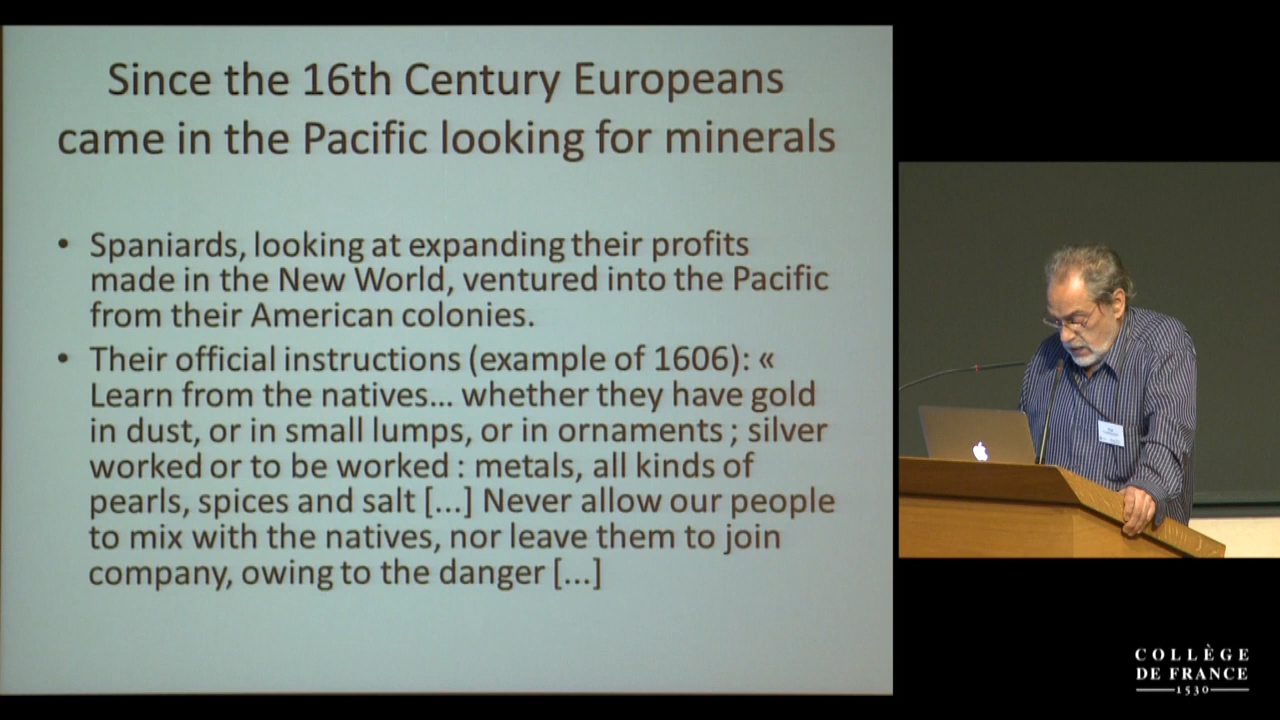 Since the 16th Century Europeans
came in the Pacific looking for minerals
• Spaniards, looking at expanding their profits
made in the New World, ventured into the Pacific
from their American colonies.
• Their official instructions (example of 1606): «
Learn from the natives... whether they have gold
in dust, or in small lumps, or in ornaments ; silver
worked or to be worked : metals, all kinds of
pearls, spices and salt [...] Never allow our people
to mix with the natives, nor leave them to join
company, owing to the danger [...]
COLLÈGE
DE FRANCE
1530